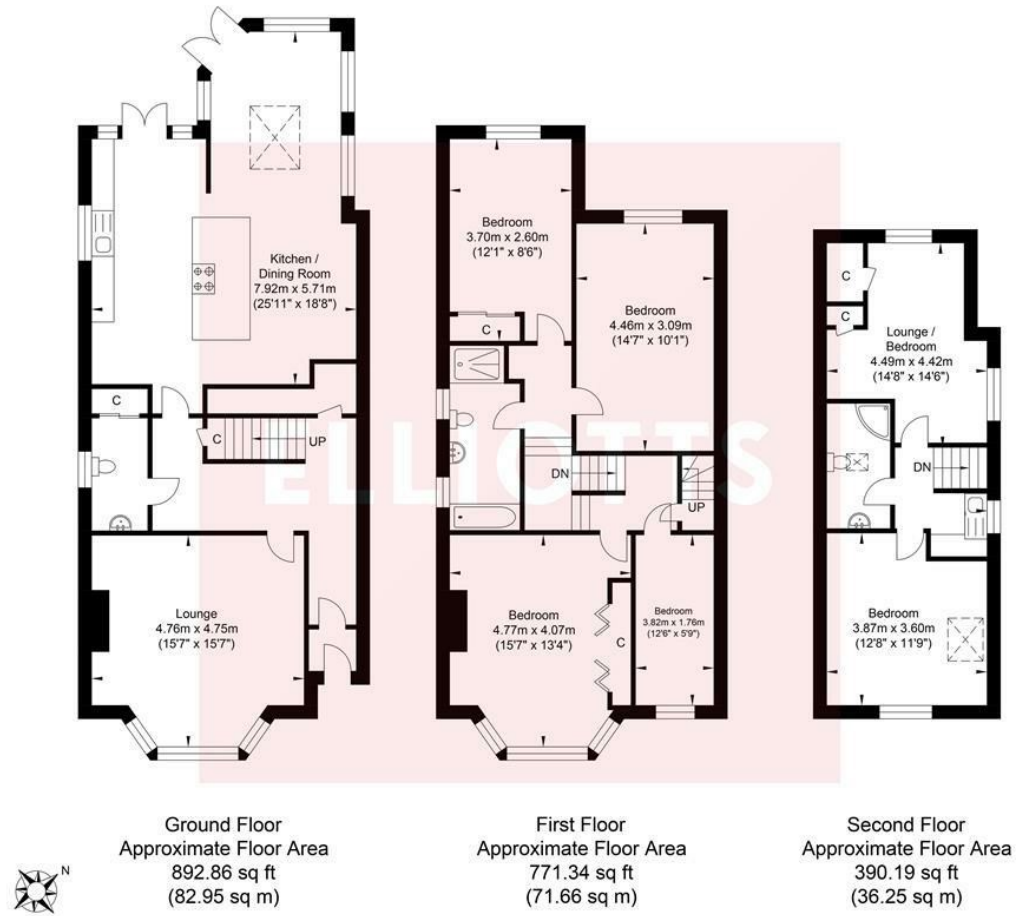 Kitchen /
Dining Room
7.92m x 5.71m
(25'11" x 18'8")
C
C
UP
Lounge
4.76m x 4.75m
(15'7" x 15'7")
Bedroom
3.70m x 2.60m
(12'1" x 8'6")
C
Bedroom
4.46m x 3.09m
(14'7" x 10'1")
DN
UP
Bedroom
4.77m x 4.07m
(15'7" x 13'4")
C
Bedroom
3.82m x 1.76m
(12'6" x 5'9")
C
C
Lounge /
Bedroom
4.49m x 4.42m
(14'8" x 14'6")
DN
Bedroom
3.87m x 3.60m
(12'8" x 11'9")
ELLIOTTS
Ground Floor
Approximate Floor Area
892.86 sq ft
(82.95 sq m)
First Floor
Approximate Floor Area
771.34 sq ft
(71.66 sq m)
Second Floor
Approximate Floor Area
390.19 sq ft
(36.25 sq m)
N